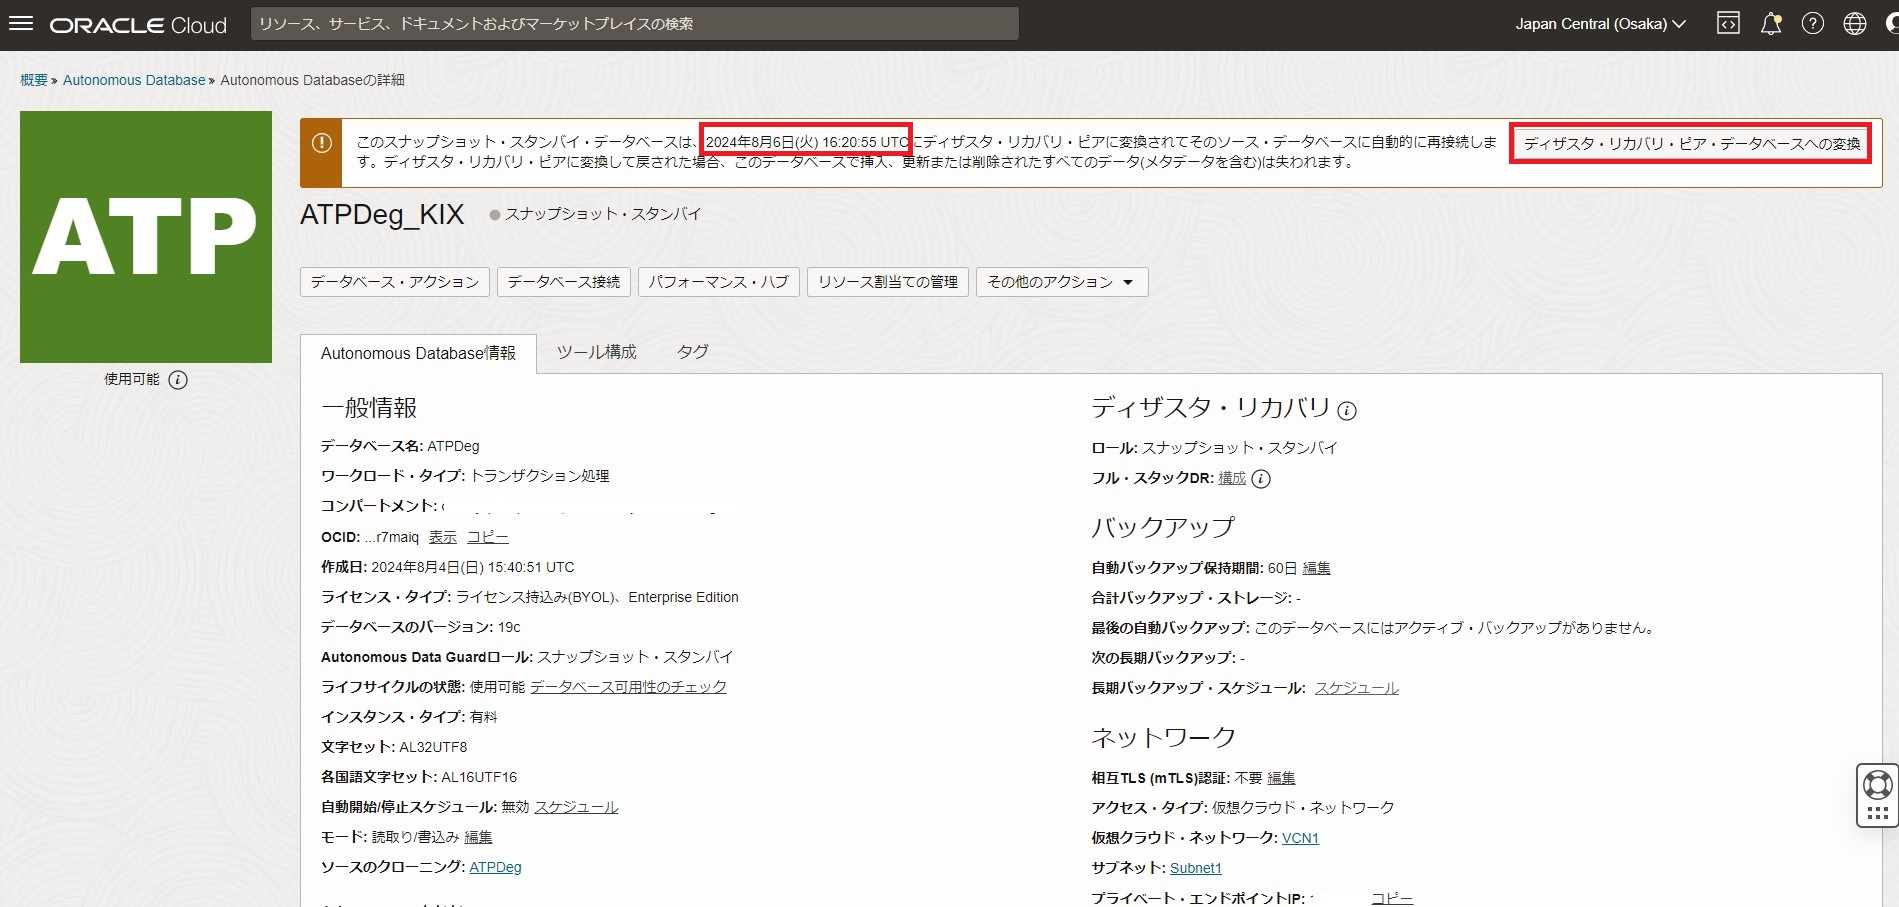 ORACLE Cloud
リソース、サービス、ドキュメントおよびマーケットプレイスの検索
Japan Central (Osaka)
概要 » Autonomous Database » Autonomous Databaseの詳細
このスナップショット・スタンバイ・データベースは、2024年8月6日(火) 16:20:55 UTCにディザスタ・リカバリ・ピアに変換されてそのソース・データベースに自動的に再接続しま
す。ディザスタ・リカバリ・ピアに変換して戻された場合、このデータベースで挿入、更新または削除されたすべてのデータ(メタデータを含む)は失われます。
ディザスタ・リカバリ・ピア・データベースへの変換
ATP
使用可能
ATPDeg_KIX
スナップショット・スタンバイ
データベース・アクション
データベース接続
パフォーマンス・ハブ
リソース割当ての管理
その他のアクション
Autonomous Database情報
ツール構成
タグ
一般情報
データベース名: ATPDeg
ワークロード・タイプ: トランザクション処理
コンパートメント:
OCID: ...r7maiq 表示 コピー
作成日: 2024年8月4日(日) 15:40:51 UTC
ライセンス・タイプ: ライセンス持込み(BYOL)、Enterprise Edition
データベースのバージョン: 19c
Autonomous Data Guardロール: スナップショット・スタンバイ
ライフサイクルの状態: 使用可能 データベース可用性のチェック
インスタンス・タイプ: 有料
文字セット: AL32UTF8
各国語文字セット: AL16UTF16
自動開始/停止スケジュール: 無効 スケジュール
モード: 読取り/書込み 編集
ソースのクローニング: ATPDeg
ディザスタ・リカバリ
ロール: スナップショット・スタンバイ
フル・スタックDR: 構成
バックアップ
自動バックアップ保持期間: 60日 編集
合計バックアップ・ストレージ: -
最後の自動バックアップ: このデータベースにはアクティブ・バックアップがありません。
次の長期バックアップ: -
長期バックアップ・スケジュール: スケジュール
ネットワーク
相互TLS (mTLS)認証: 不要 編集
アクセス・タイプ: 仮想クラウド・ネットワーク
仮想クラウド・ネットワーク: VCN1
サブネット: Subnet1
プライベート・エンドポイントIP: コピー